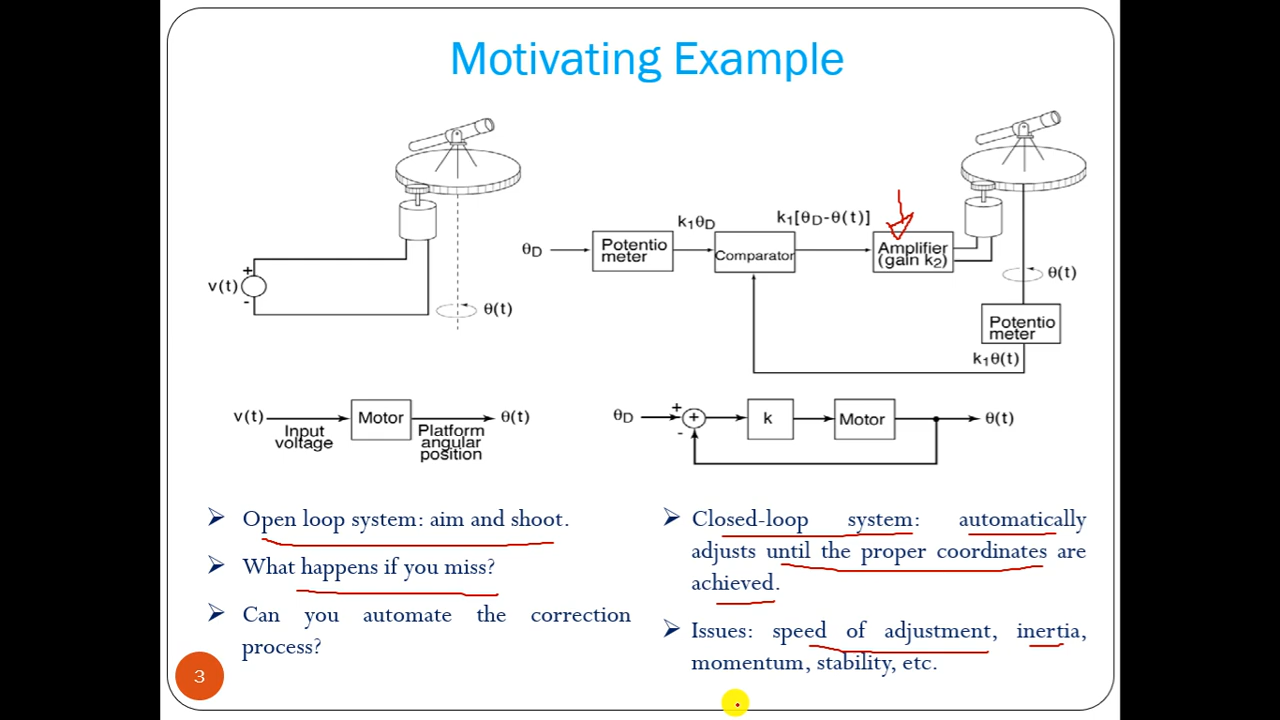 Motivating Example
v(t)
+
-
θ(t)
θD
Potentio
meter
k1θD
Comparator
k1[θD-θ(t)]
Amplifier
(gain k2)
θ(t)
Potentio
meter
k1θ(t)
v(t)
Input
voltage
Motor
Platform
angular
position
θ(t)
θD
+
+
-
k
Motor
θ(t)
➢ Open loop system: aim and shoot.
➢ What happens if you miss?
➢ Can you automate the correction
process?
➢ Closed-loop system: automatically
adjusts until the proper coordinates are
achieved.
➢ Issues: speed of adjustment, inertia,
momentum, stability, etc.
3